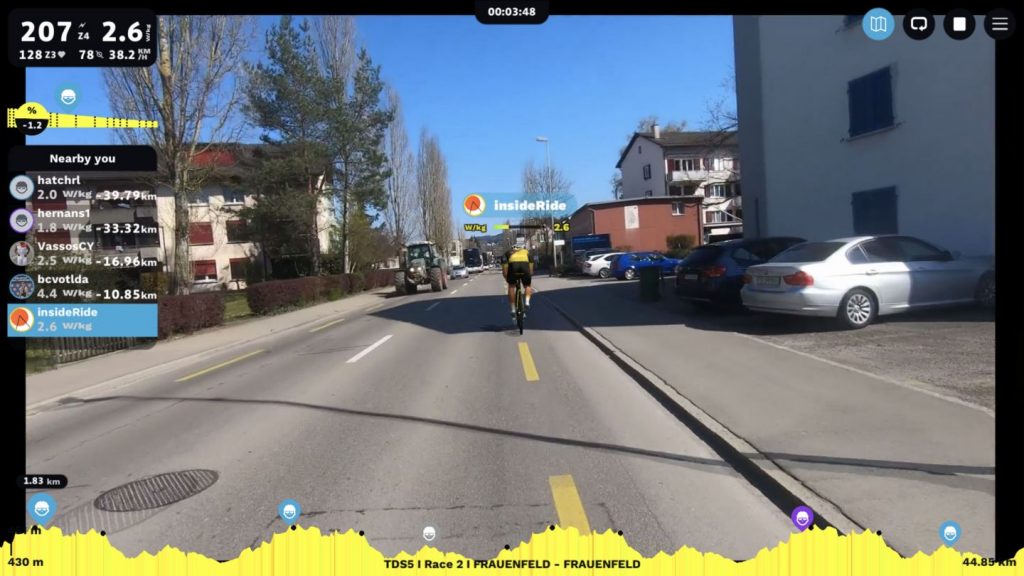 00:03:48
207 Z4 2.6 W/kg
128 Z3 78 38.2 KM/H
%
-1.2
Nearby you
hatchrl
2.0 W/kg -39.79km
hernans1
1.8 W/kg -33.32km
VassosCY
2.5 W/kg -16.96km
bcvotlda
4.4 W/kg -10.85km
insideRide
2.6 W/kg
insideRide
W/kg 2.6
1.83 km
m
430 m
TDS5 I Race 2 I FRAUENFELD - FRAUENFELD
44.85 km